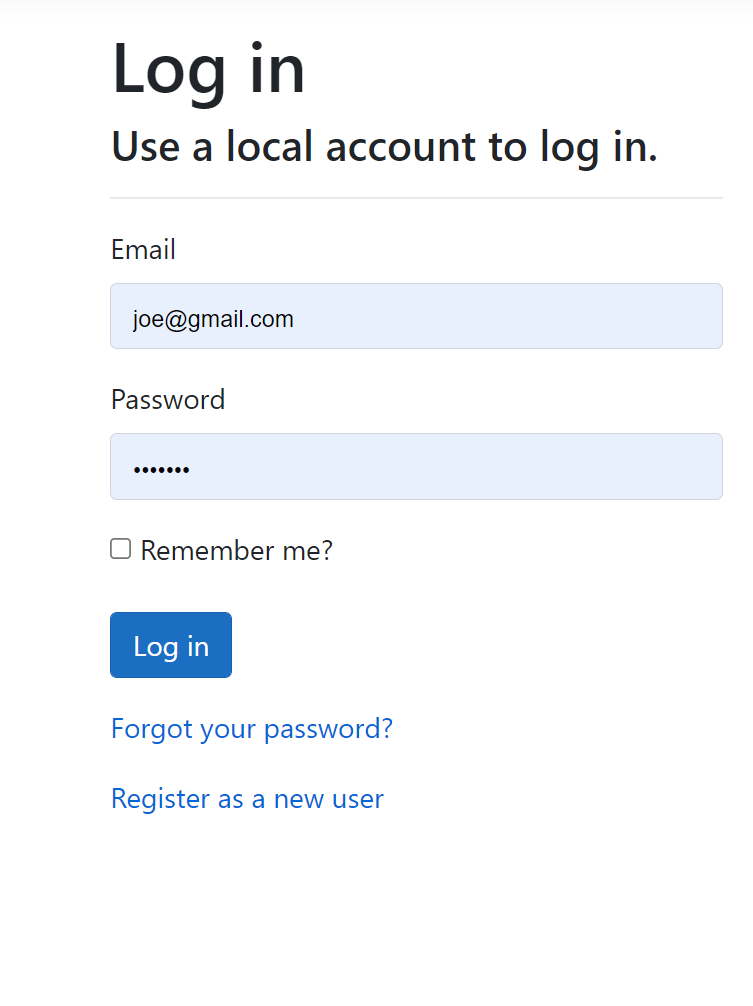 Log in
Use a local account to log in.
Email
joe@gmail.com
Password
•••••••
Remember me?
Log in
Forgot your password?
Register as a new user